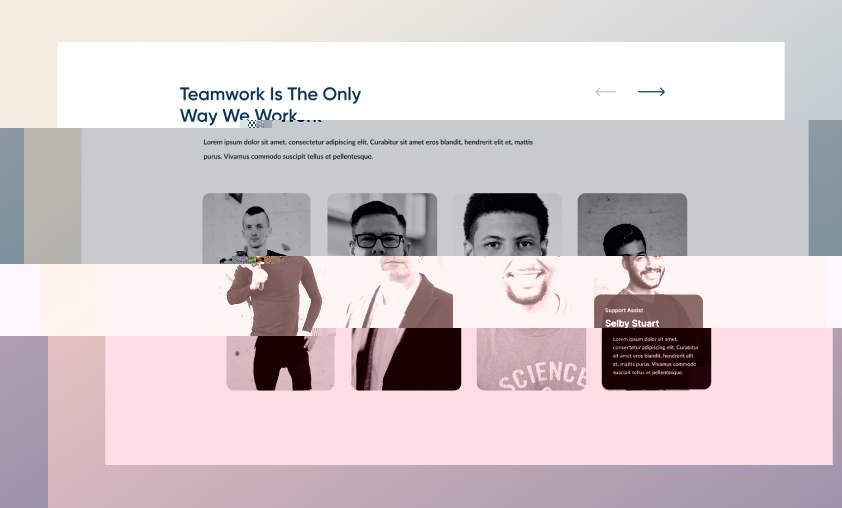 Teamwork Is The Only
Way We Work
Lorem ipsum dolor sit amet, consectetur adipiscing elit. Curabitur sit amet eros blandit, hendrerit elit et, mattis
purus. Vivamus commodo suscipit tellus et pellentesque.
Support Assist
Selby Stuart
Lorem ipsum dolor sit amet,
consectetur adipiscing elit. Curabitur
sit amet eros blandit, hendrerit elit
et, mattis purus. Vivamus commodo
suscipit tellus et pellentesque.
SCIENCE